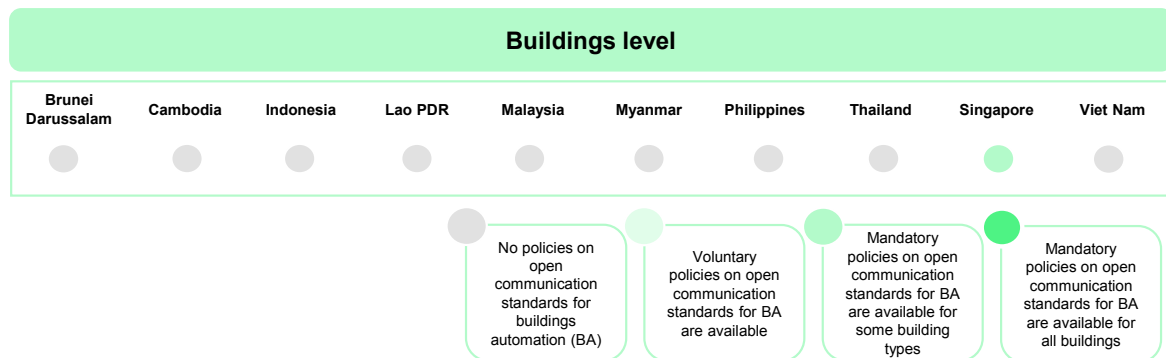 Buildings level
Brunei
Darussalam
Cambodia
Indonesia
Lao PDR
Malaysia
Myanmar
Philippines
Thailand
Singapore
Viet Nam
No policies on
open
communication
standards for
buildings
automation (BA)
Voluntary
policies on open
communication
standards for BA
are available
Mandatory
policies on open
communication
standards for BA
are available for
some building
types
Mandatory
policies on open
communication
standards for BA
are available for
all buildings